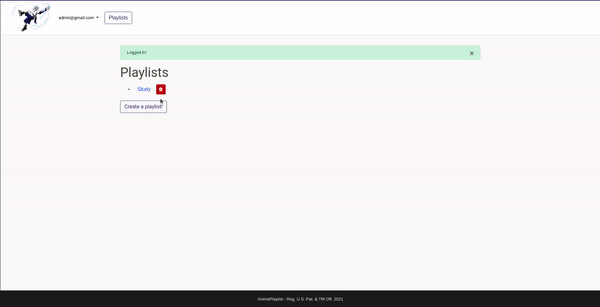 admin@gmail.com
Playlists
Logged in!
×
Playlists
Study
Create a playlist!
AnimePlaylist - Reg. U.S. Pat. & TM Off. 2021